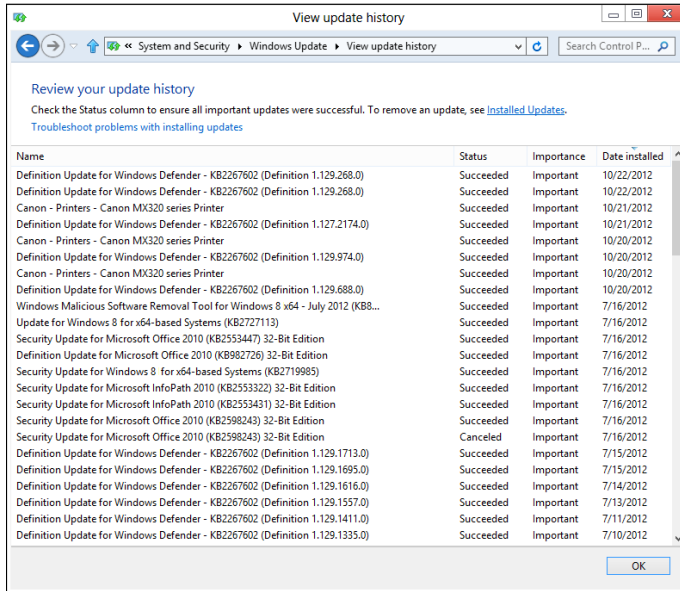 View update history
« System and Security ▸ Windows Update ▸ View update history
Search Control P...
Review your update history
Check the Status column to ensure all important updates were successful. To remove an update, see Installed Updates.
Troubleshoot problems with installing updates
Name Status Importance Date installed
Definition Update for Windows Defender - KB2267602 (Definition 1.129.268.0) Succeeded Important 10/22/2012
Definition Update for Windows Defender - KB2267602 (Definition 1.129.268.0) Succeeded Important 10/22/2012
Canon - Printers - Canon MX320 series Printer Succeeded Important 10/21/2012
Definition Update for Windows Defender - KB2267602 (Definition 1.127.2174.0) Succeeded Important 10/21/2012
Canon - Printers - Canon MX320 series Printer Succeeded Important 10/20/2012
Definition Update for Windows Defender - KB2267602 (Definition 1.129.974.0) Succeeded Important 10/20/2012
Canon - Printers - Canon MX320 series Printer Succeeded Important 10/20/2012
Definition Update for Windows Defender - KB2267602 (Definition 1.129.688.0) Succeeded Important 10/20/2012
Windows Malicious Software Removal Tool for Windows 8 x64 - July 2012 (KB8... Succeeded Important 7/16/2012
Update for Windows 8 for x64-based Systems (KB2727113) Succeeded Important 7/16/2012
Security Update for Microsoft Office 2010 (KB2553447) 32-Bit Edition Succeeded Important 7/16/2012
Definition Update for Microsoft Office 2010 (KB982726) 32-Bit Edition Succeeded Important 7/16/2012
Security Update for Windows 8 for x64-based Systems (KB2719985) Succeeded Important 7/16/2012
Security Update for Microsoft InfoPath 2010 (KB2553322) 32-Bit Edition Succeeded Important 7/16/2012
Security Update for Microsoft InfoPath 2010 (KB2553431) 32-Bit Edition Succeeded Important 7/16/2012
Security Update for Microsoft Office 2010 (KB2598243) 32-Bit Edition Succeeded Important 7/16/2012
Security Update for Microsoft Office 2010 (KB2598243) 32-Bit Edition Canceled Important 7/16/2012
Definition Update for Windows Defender - KB2267602 (Definition 1.129.1713.0) Succeeded Important 7/15/2012
Definition Update for Windows Defender - KB2267602 (Definition 1.129.1695.0) Succeeded Important 7/15/2012
Definition Update for Windows Defender - KB2267602 (Definition 1.129.1616.0) Succeeded Important 7/14/2012
Definition Update for Windows Defender - KB2267602 (Definition 1.129.1557.0) Succeeded Important 7/13/2012
Definition Update for Windows Defender - KB2267602 (Definition 1.129.1411.0) Succeeded Important 7/11/2012
Definition Update for Windows Defender - KB2267602 (Definition 1.129.1335.0) Succeeded Important 7/10/2012
OK